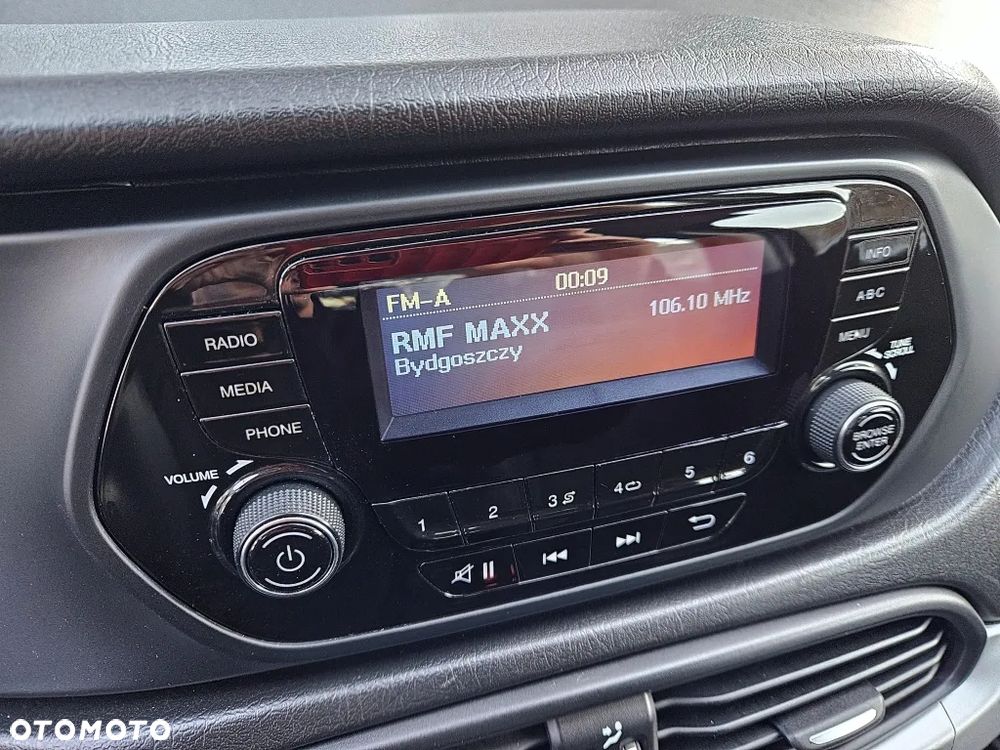 00:09
FM-A
106.10 MHz
RMF MAXX
Bydgoszczy
RADIO
MEDIA
PHONE
VOLUME
INFO
A-B-C
MENU
TUNE
SCROLL
BROWSE
ENTER
1
2
3
4
5
6
OTOMOTO